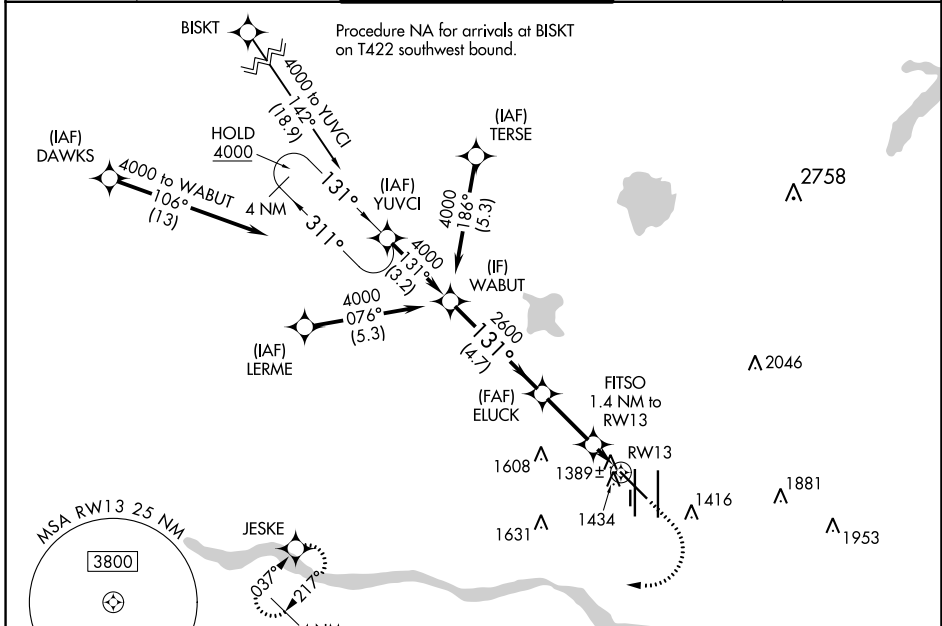 BISKT
Procedure NA for arrivals at BISKT
on T422 southwest bound.
4000 to YUVCI
142°
(18.9)
(IAF)
TERSE
HOLD
4000
(IAF)
DAWKS
4000 to WABUT
106°
(13)
4 NM
131°
311°
(IAF)
YUVCI
4000
186°
(5.3)
2758
4000
131°
(3.2)
(IF)
WABUT
4000
076°
(5.3)
(IAF)
LERME
2600
131°
(4.7)
2046
(FAF)
ELUCK
FITSO
1.4 NM to
RW13
RW13
1608
1389±
1434
1631
1416
1881
1953
MSA RW13 25 NM
3800
JESKE
037°
217°